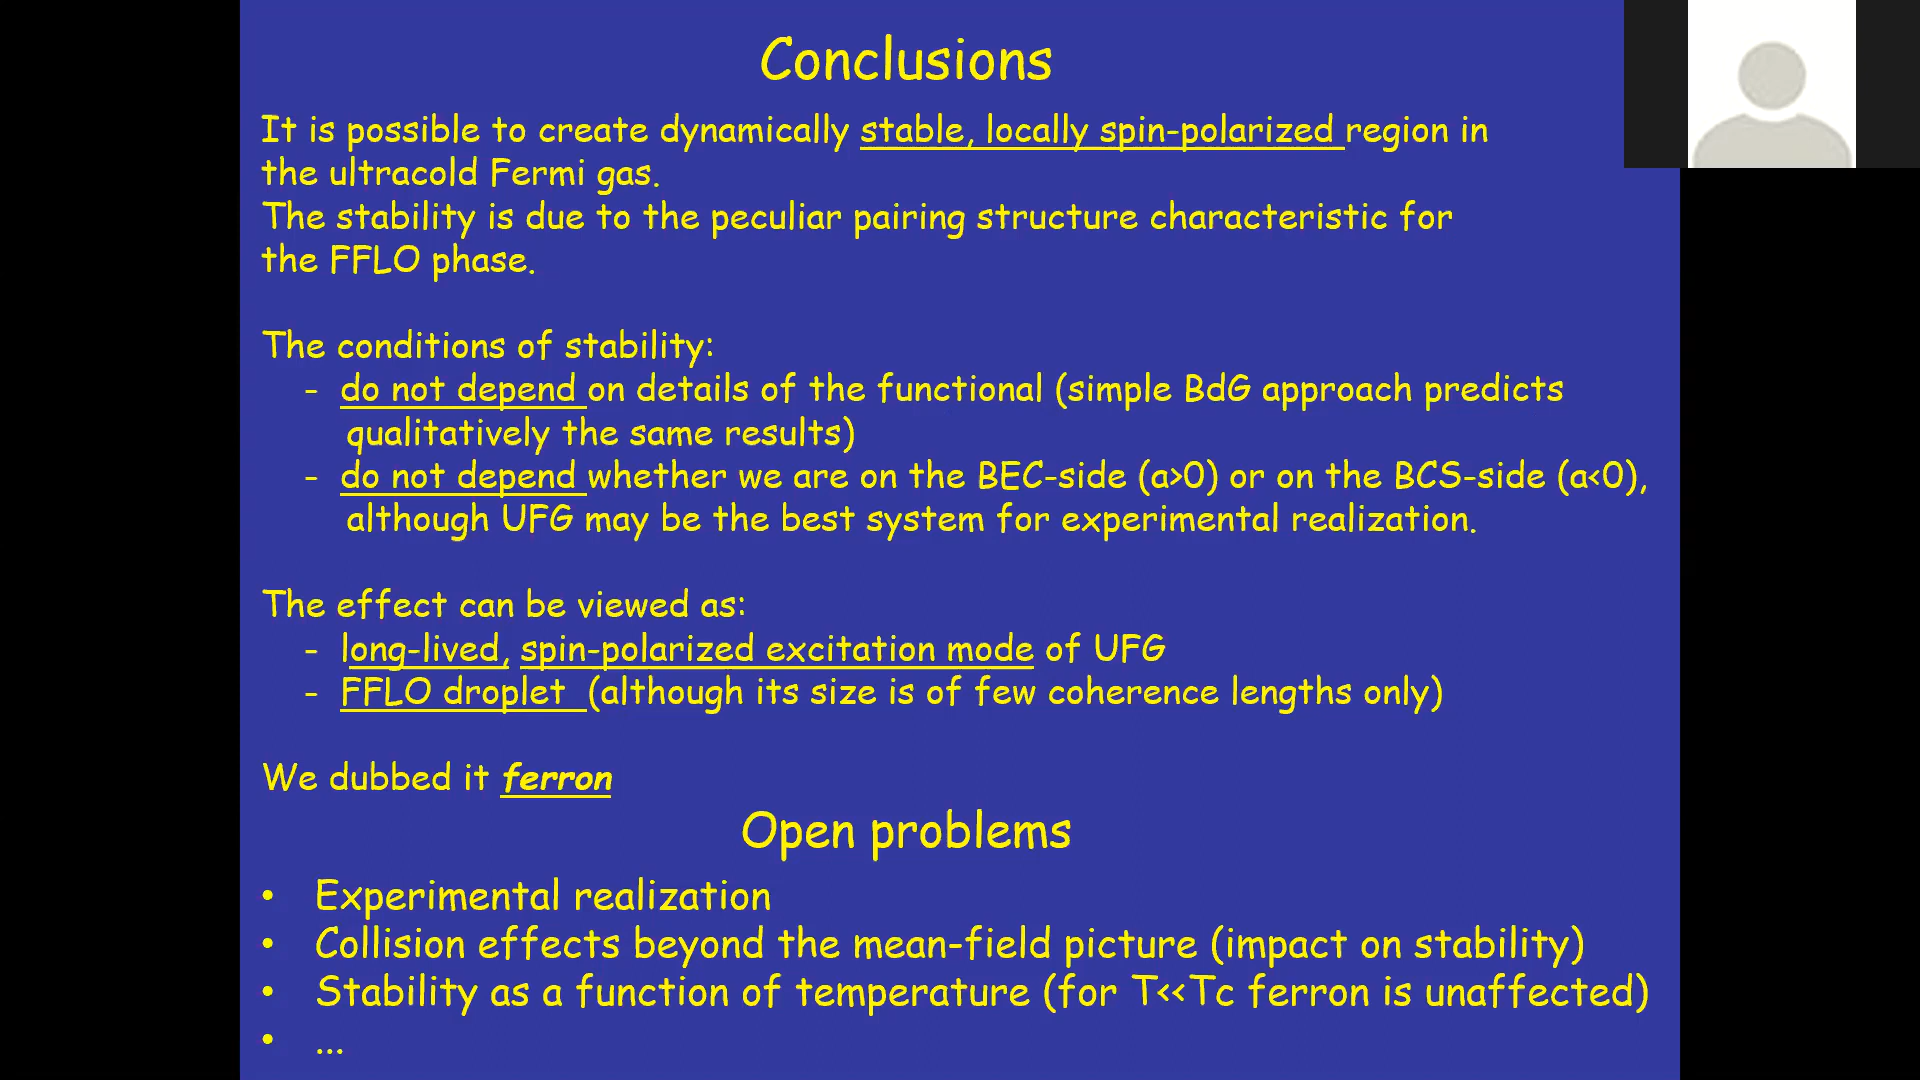 Conclusions
It is possible to create dynamically stable, locally spin-polarized region in
the ultracold Fermi gas.
The stability is due to the peculiar pairing structure characteristic for
the FFLO phase.
The conditions of stability:
- do not depend on details of the functional (simple BdG approach predicts
qualitatively the same results)
- do not depend whether we are on the BEC-side (a>0) or on the BCS-side (a<0),
although UFG may be the best system for experimental realization.
The effect can be viewed as:
- long-lived, spin-polarized excitation mode of UFG
- FFLO droplet (although its size is of few coherence lengths only)
We dubbed it ferron
Open problems
• Experimental realization
• Collision effects beyond the mean-field picture (impact on stability)
• Stability as a function of temperature (for T<<Tc ferron is unaffected)
• ...